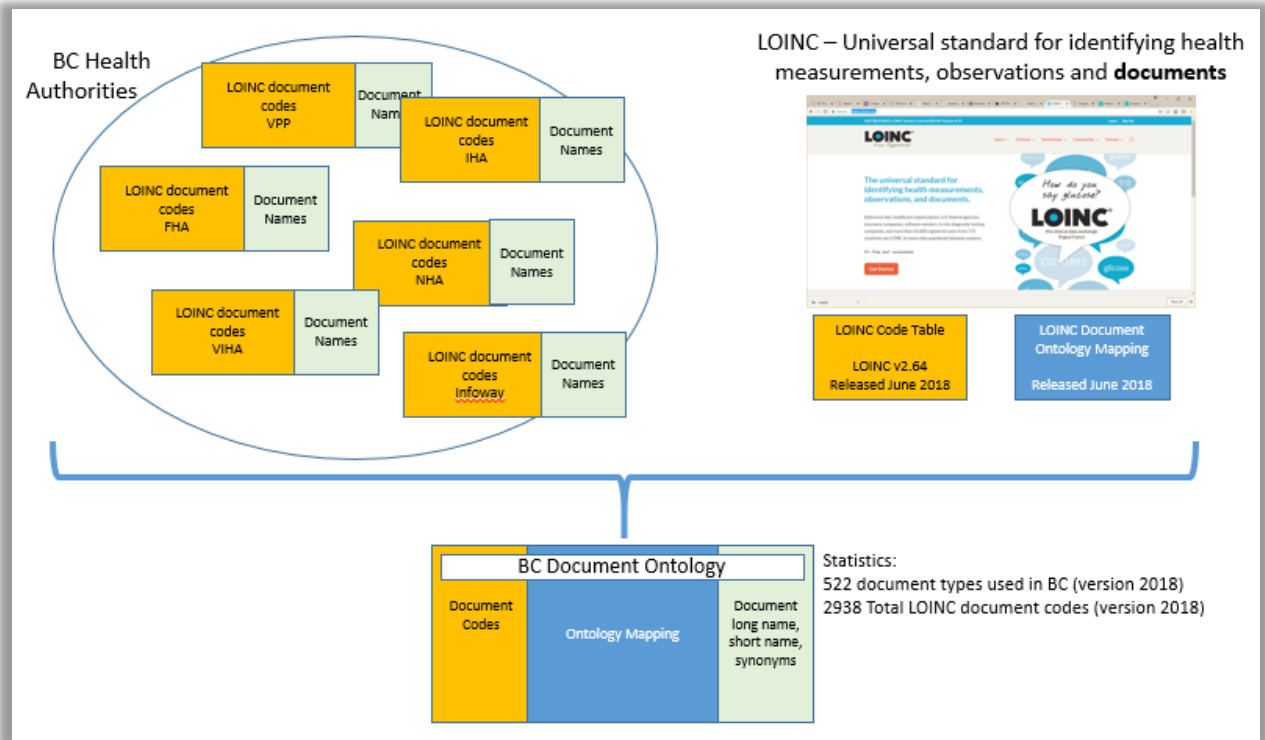 BC Health
Authorities
LOINC document
codes
VPP
Document
Names
LOINC document
codes
IHA
Document
Names
LOINC document
codes
FHA
Document
Names
LOINC document
codes
NHA
Document
Names
LOINC document
codes
VIHA
Document
Names
LOINC document
codes
Infoway
Document
Names
LOINC – Universal standard for identifying health
measurements, observations and documents
LOINC
The universal standard for
identifying health measurements,
observations, and documents.
Get Started
How do you
say glucose?
LOINC
glicose
LOINC Code Table
LOINC v2.64
Released June 2018
LOINC Document
Ontology Mapping
Released June 2018
BC Document Ontology
Document
Codes
Ontology Mapping
Document
long name,
short name,
synonyms
Statistics:
522 document types used in BC (version 2018)
2938 Total LOINC document codes (version 2018)